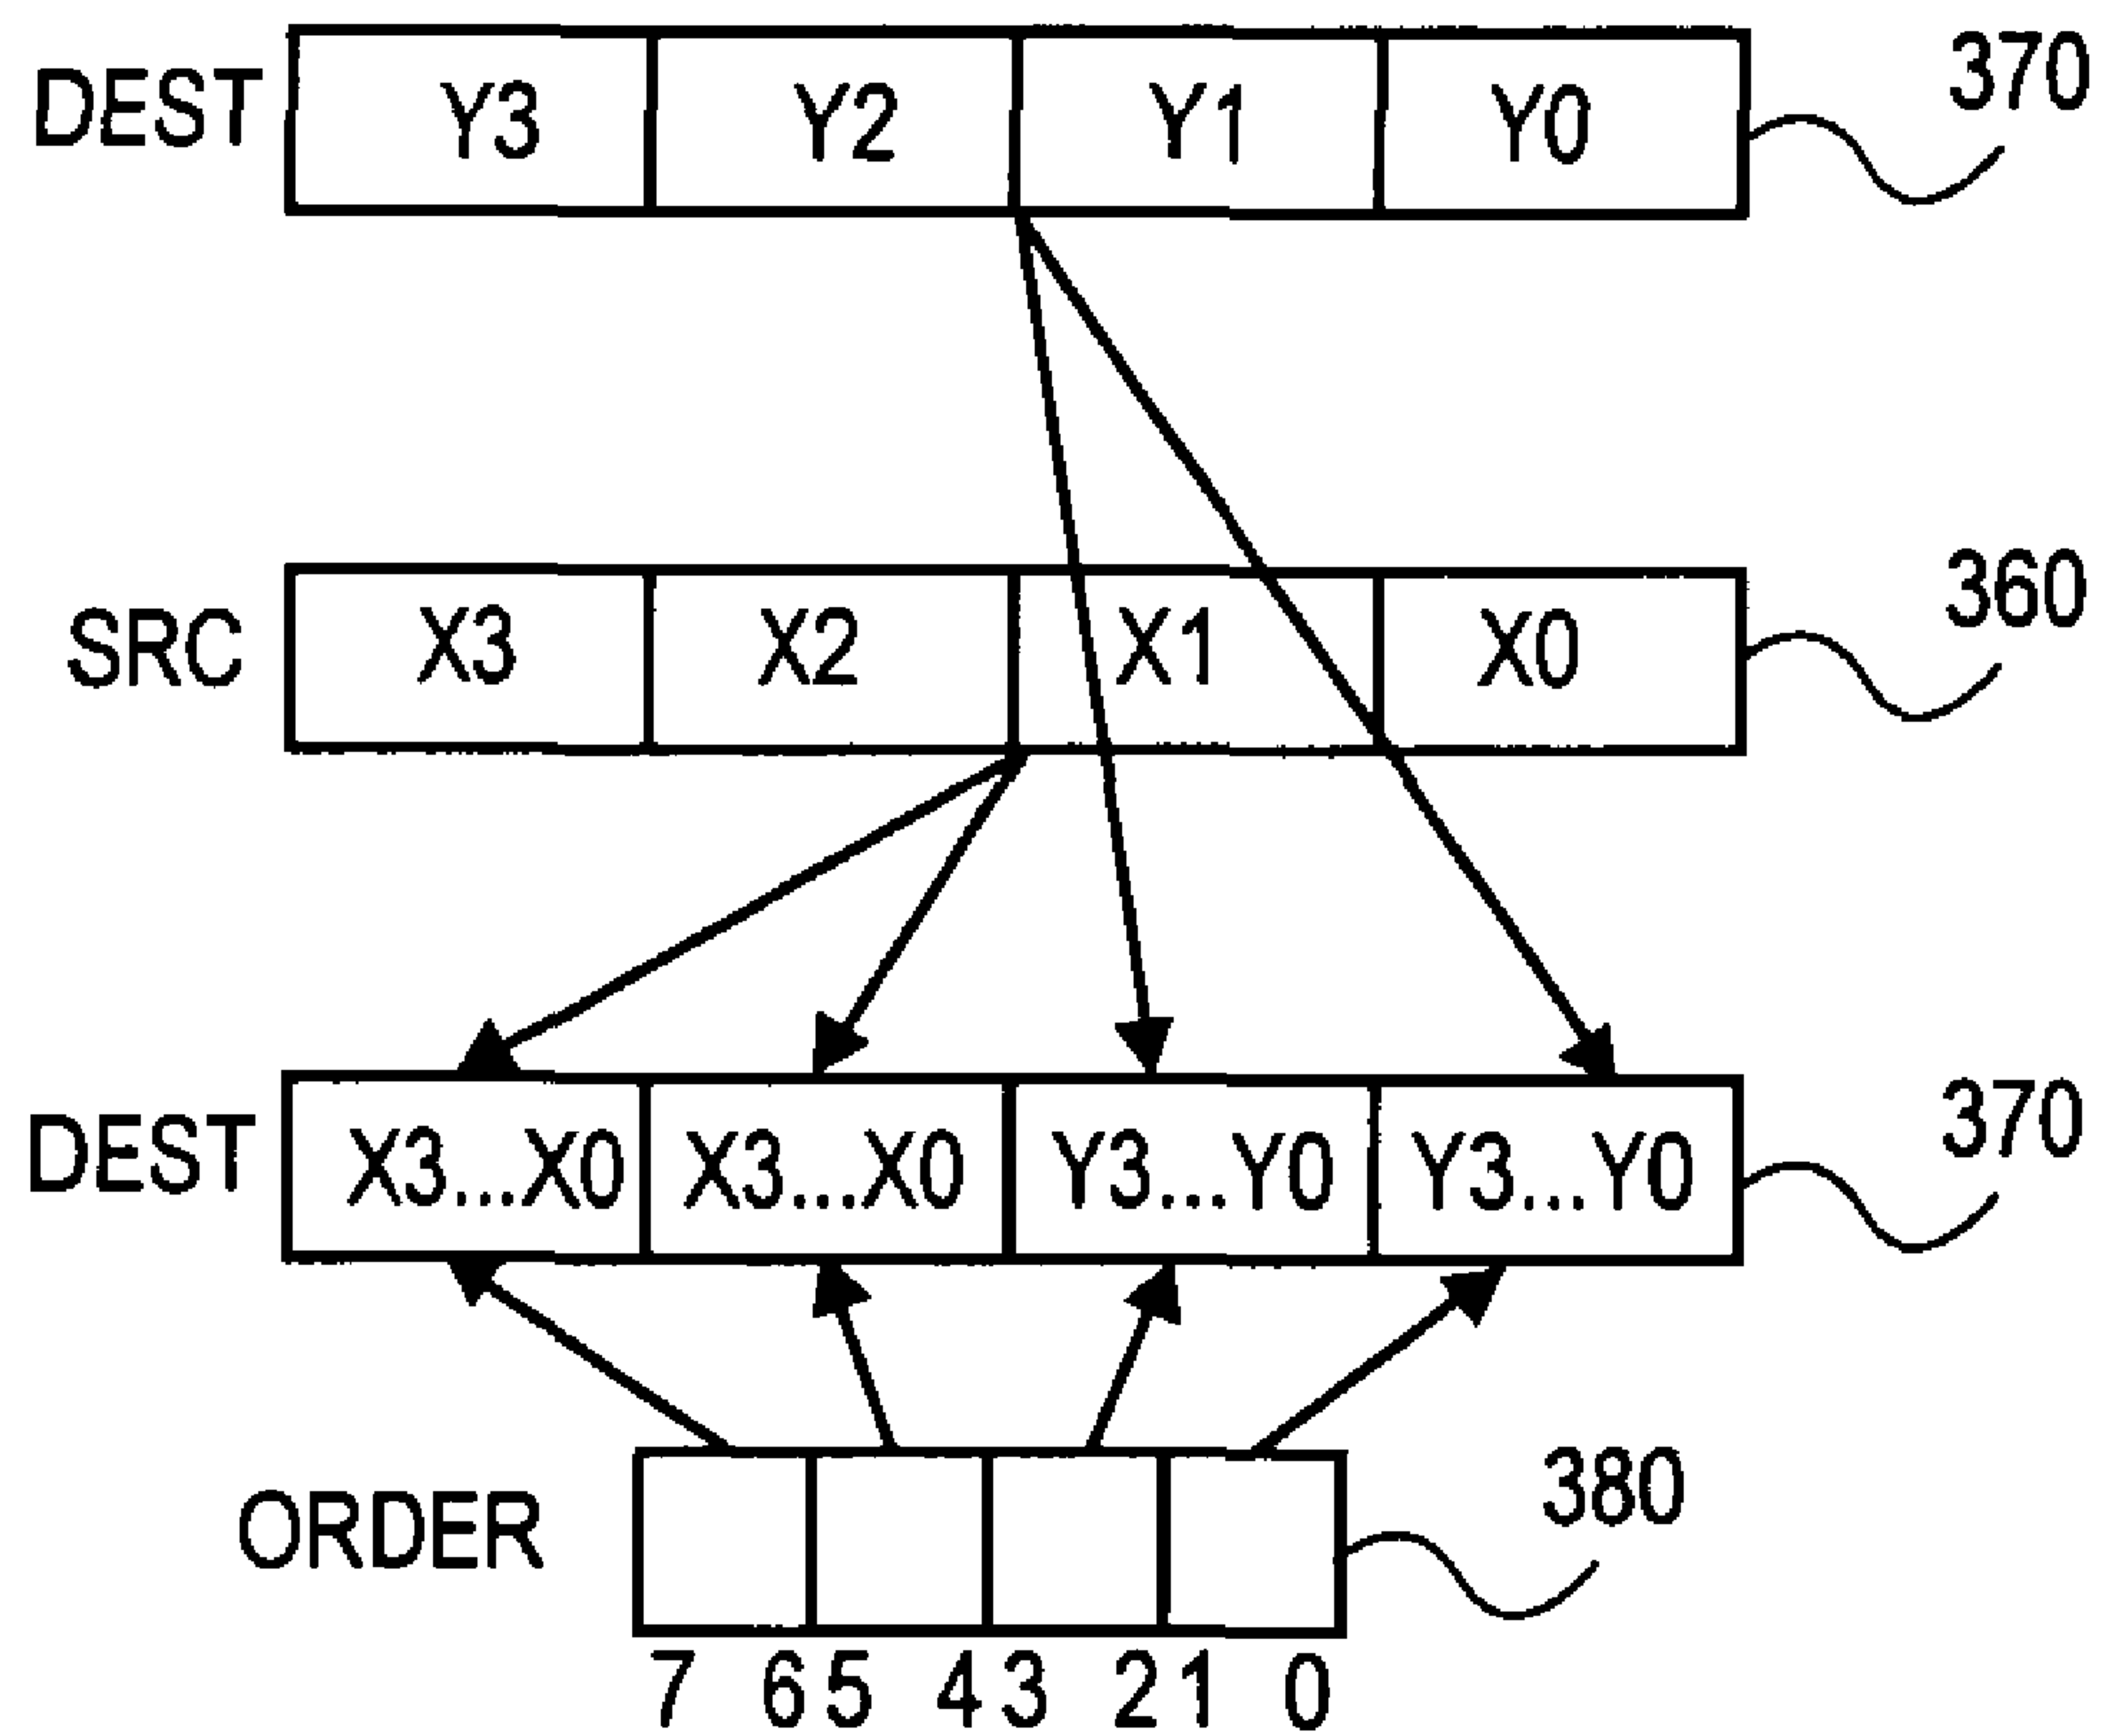 DEST Y3 Y2 Y1 Y0 370
SRC X3 X2 X1 X0 360
DEST X3...X0 X3...X0 Y3...Y0 Y3...Y0 370
ORDER 380
7 6 5 4 3 2 1 0